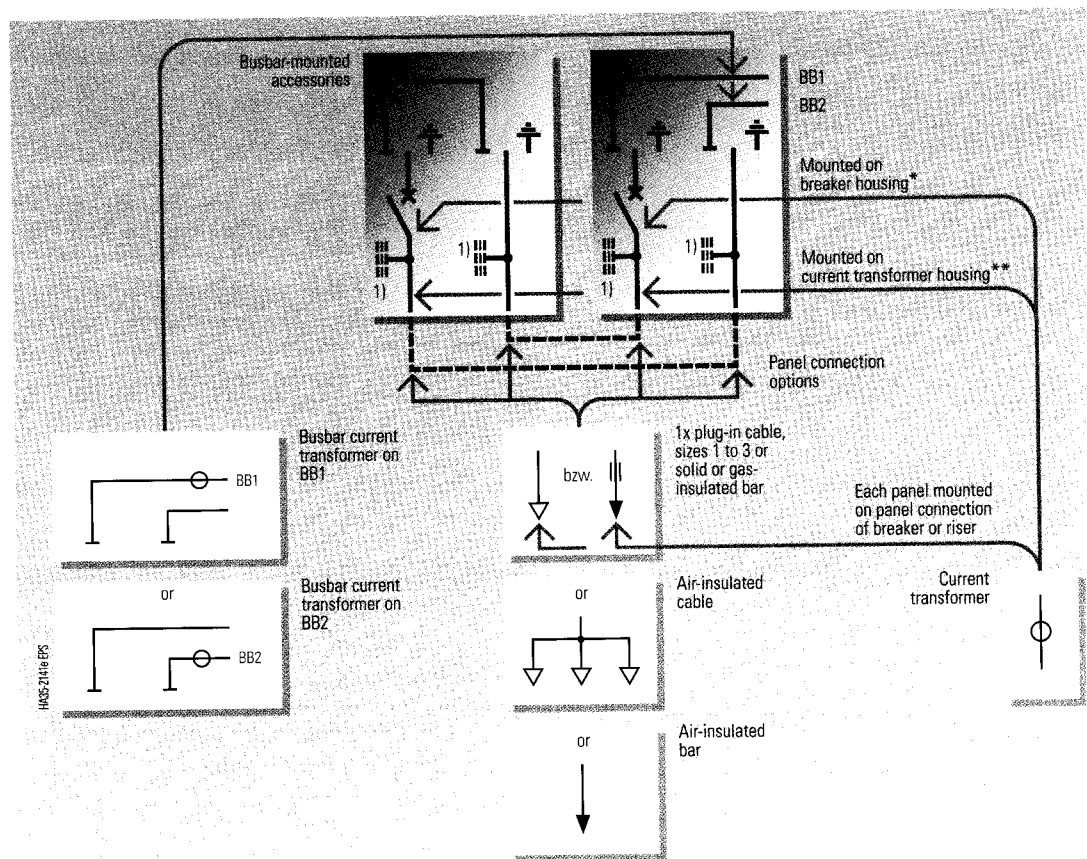 Busbar-mounted
accessories
BB1
BB2
Mounted on
breaker housing*
1)
1)
1)
1)
Mounted on
current transformer housing**
Panel connection
options
Busbar current
transformer on
BB1
BB1
1x plug-in cable,
sizes 1 to 3 or
solid or gas-
insulated bar
bzw.
Each panel mounted
on panel connection
of breaker or riser
or
Busbar current
transformer on
BB2
BB2
or
Air-insulated
cable
Current
transformer
or
Air-insulated
bar
HA35-2141e EPS